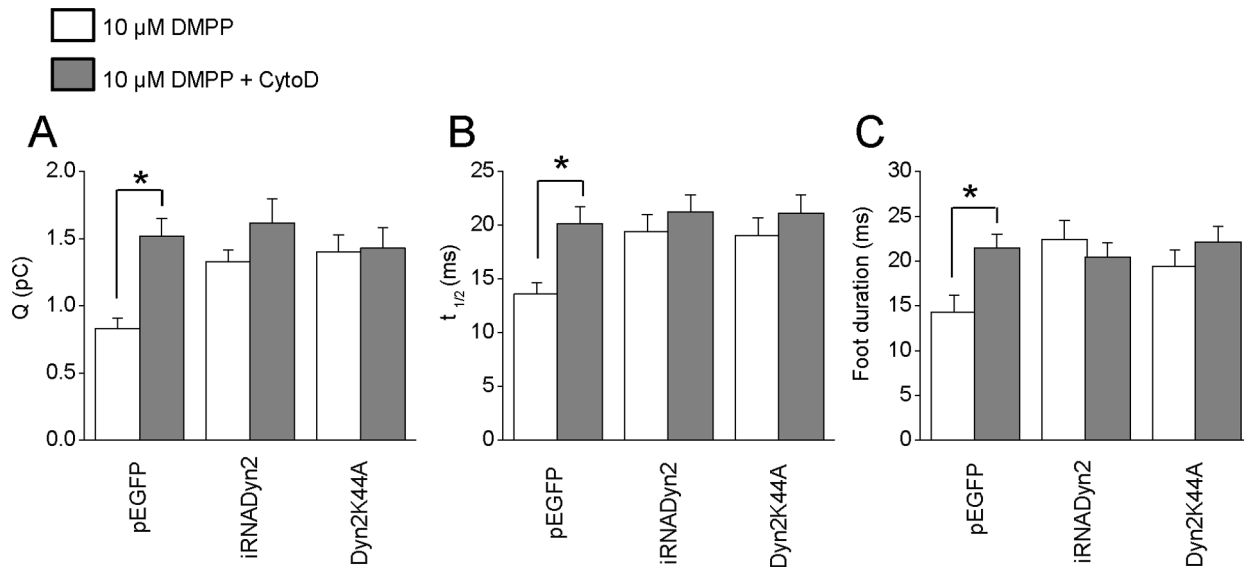 10 µM DMPP
10 µM DMPP + CytoD
A
B
C
Q (pC)
2.0
1.5
1.0
0.5
0.0
*
pEGFP
iRNADyn2
Dyn2K44A
t 1/2 (ms)
25
20
15
10
5
0
*
pEGFP
iRNADyn2
Dyn2K44A
Foot duration (ms)
30
25
20
15
10
5
0
*
pEGFP
iRNADyn2
Dyn2K44A